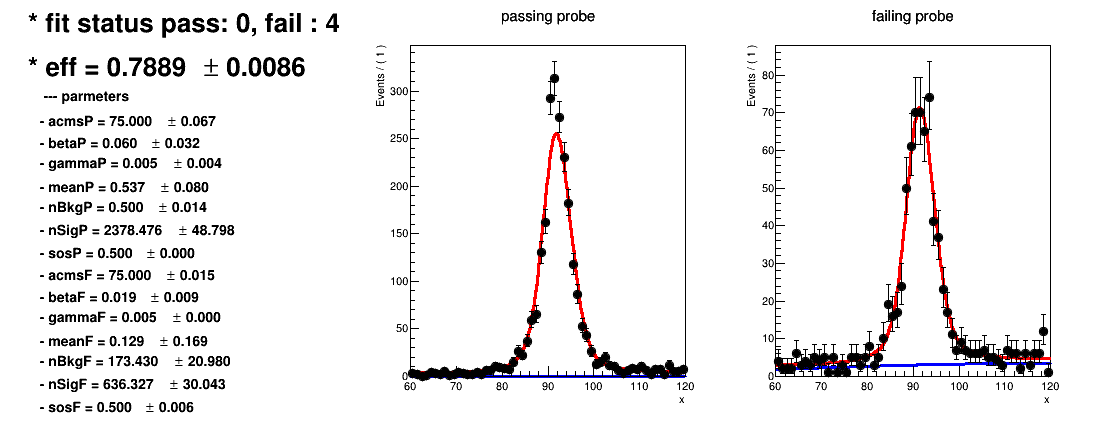 * fit status pass: 0, fail : 4
* eff = 0.7889 ± 0.0086
--- parmeters
- acmsP = 75.000 ± 0.067
- betaP = 0.060 ± 0.032
- gammaP = 0.005 ± 0.004
- meanP = 0.537 ± 0.080
- nBkgP = 0.500 ± 0.014
- nSigP = 2378.476 ± 48.798
- sosP = 0.500 ± 0.000
- acmsF = 75.000 ± 0.015
- betaF = 0.019 ± 0.009
- gammaF = 0.005 ± 0.000
- meanF = 0.129 ± 0.169
- nBkgF = 173.430 ± 20.980
- nSigF = 636.327 ± 30.043
- sosF = 0.500 ± 0.006
passing probe
Events / ( 1 )
300
250
200
150
100
50
0
60 70 80 90 100 110 120
x
failing probe
Events / ( 1 )
80
70
60
50
40
30
20
10
0
60 70 80 90 100 110 120
x